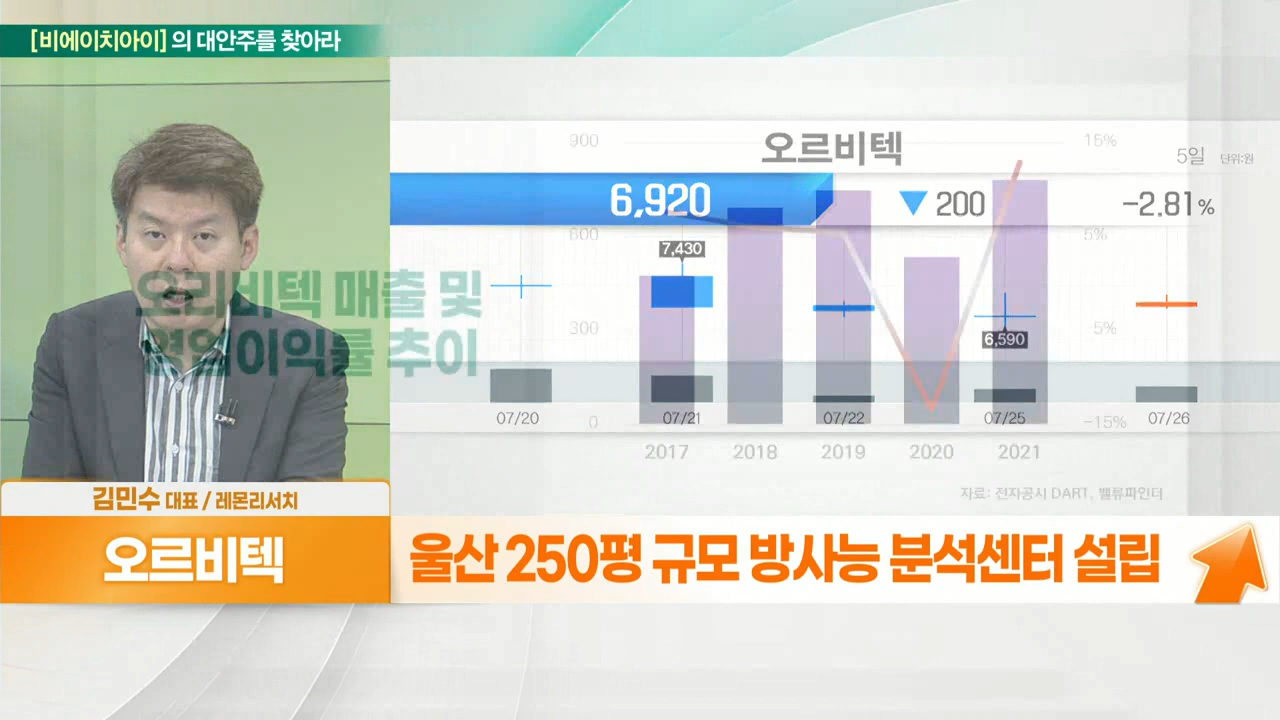 [비에이치아이]의 대안주를 찾아라
오르비텍
5일 단위:원
6,920 ▼ 200 -2.81%
900 15%
600 5%
300 -5%
0 -15%
7,430
6,590
오르비텍 매출 및
영업이익률 추이
07/20 07/21 07/22 07/25 07/26
2017 2018 2019 2020 2021
자료: 전자공시 DART, 밸류파인더
김민수 대표 / 레몬리서치
오르비텍
울산 250평 규모 방사능 분석센터 설립